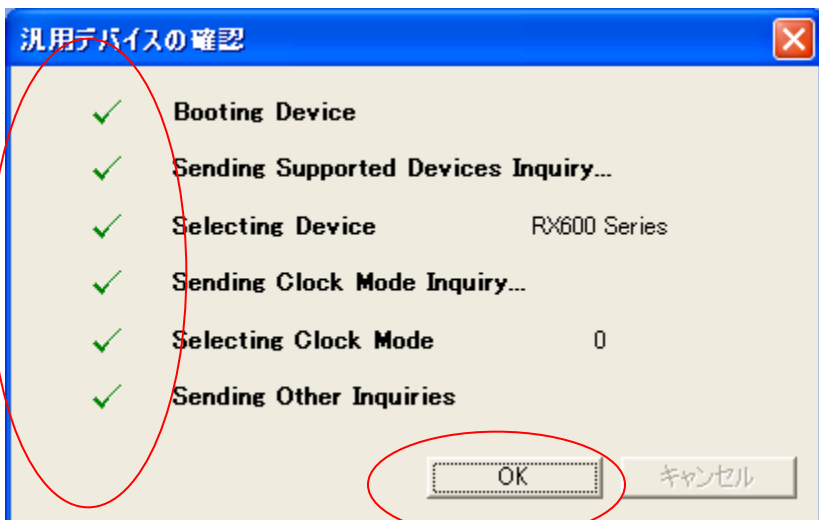 汎用デバイスの確認
Booting Device
Sending Supported Devices Inquiry...
Selecting Device RX600 Series
Sending Clock Mode Inquiry...
Selecting Clock Mode 0
Sending Other Inquiries
OK キャンセル